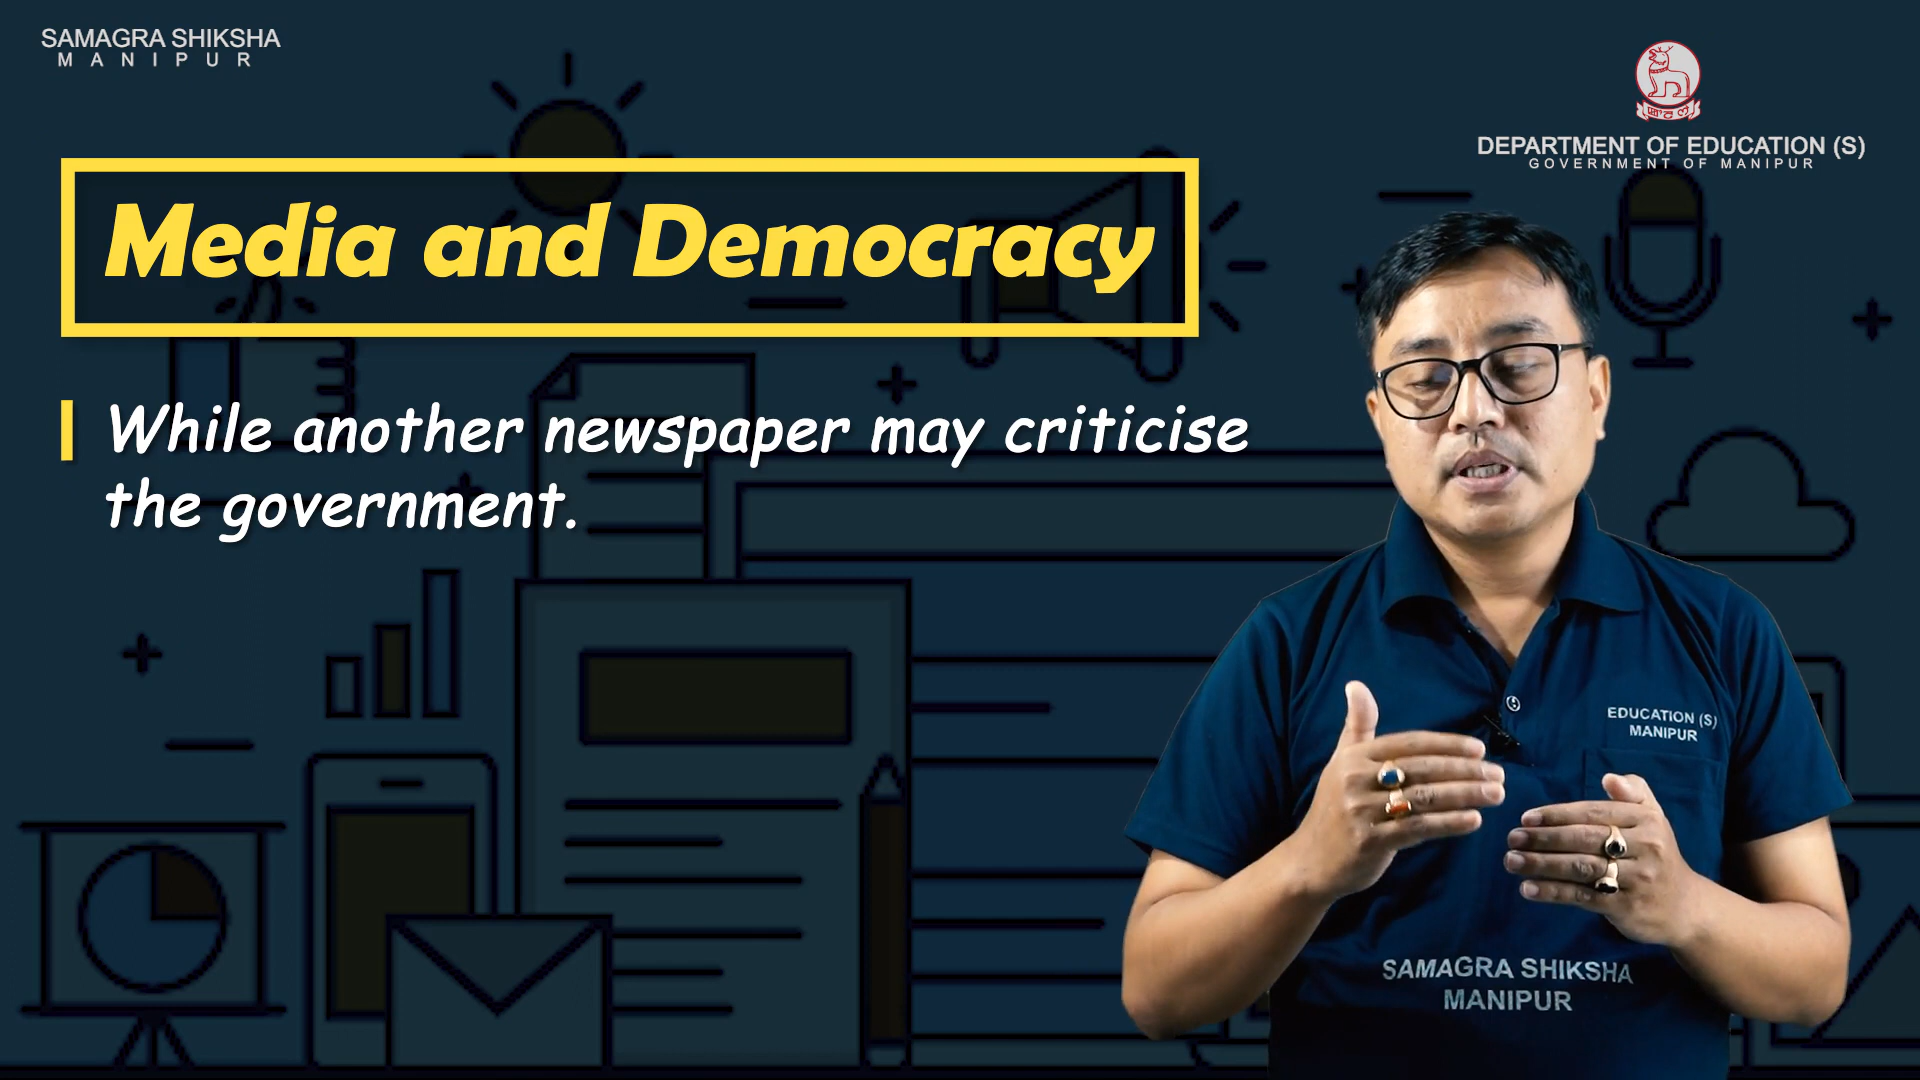 SAMAGRA SHIKSHA
MANIPUR
DEPARTMENT OF EDUCATION (S)
GOVERNMENT OF MANIPUR
Media and Democracy
While another newspaper may criticise
the government.
EDUCATION (S)
MANIPUR
SAMAGRA SHIKSHA
MANIPUR